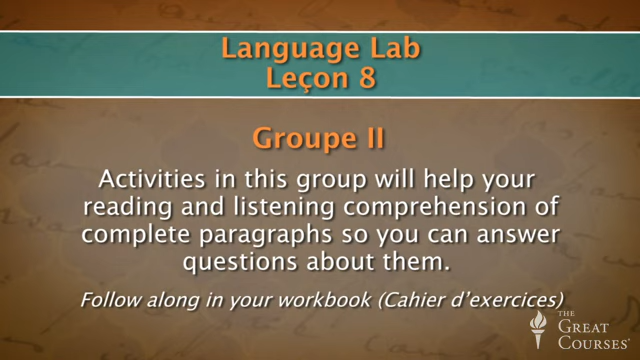 Language Lab
Leçon 8
Groupe II
Activities in this group will help your
reading and listening comprehension of
complete paragraphs so you can answer
questions about them.
Follow along in your workbook (Cahier d'exercices)
THE
GREAT
COURSES®